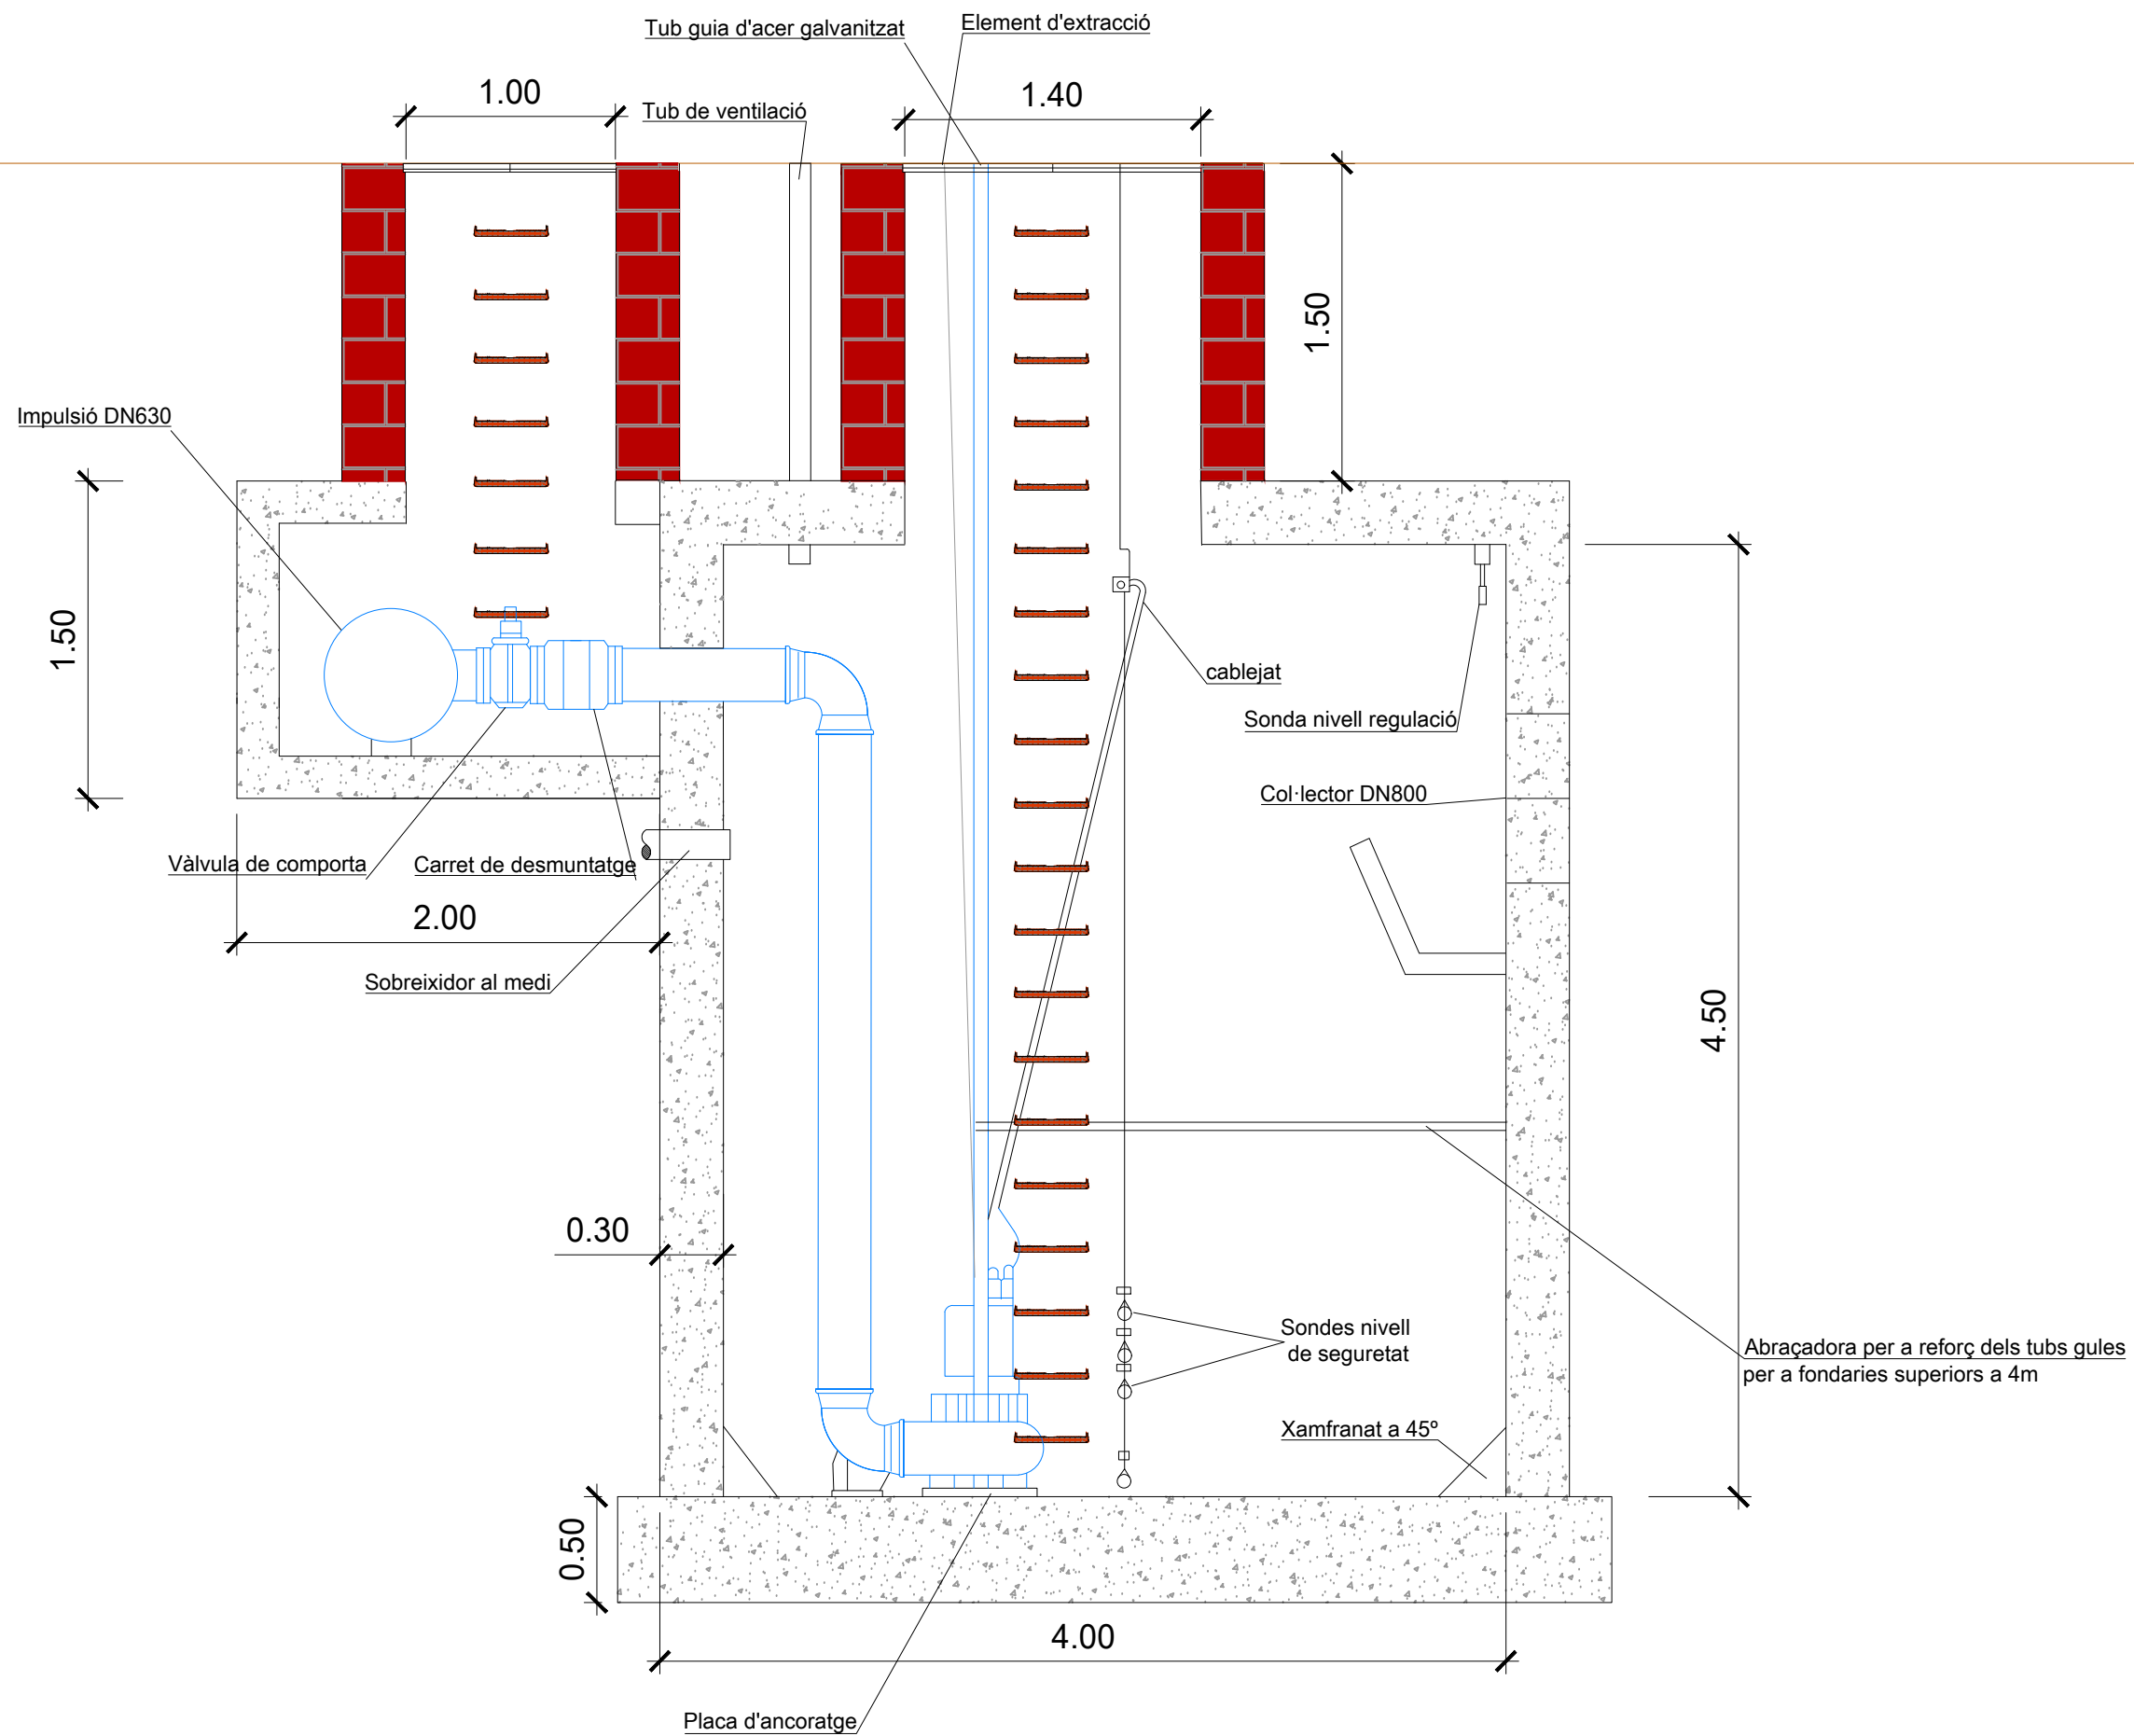 Tub guia d'acer galvanitzat
Element d'extracció
1.00
Tub de ventilació
1.40
1.50
Impulsió DN630
1.50
cablejat
Sonda nivell regulació
Col·lector DN800
Vàlvula de comporta
Carret de desmuntatge
2.00
Sobreixidor al medi
4.50
0.30
Sondes nivell
de seguretat
Abraçadora per a reforç dels tubs gules
per a fondaries superiors a 4m
Xamfranat a 45º
0.50
4.00
Placa d'ancoratge